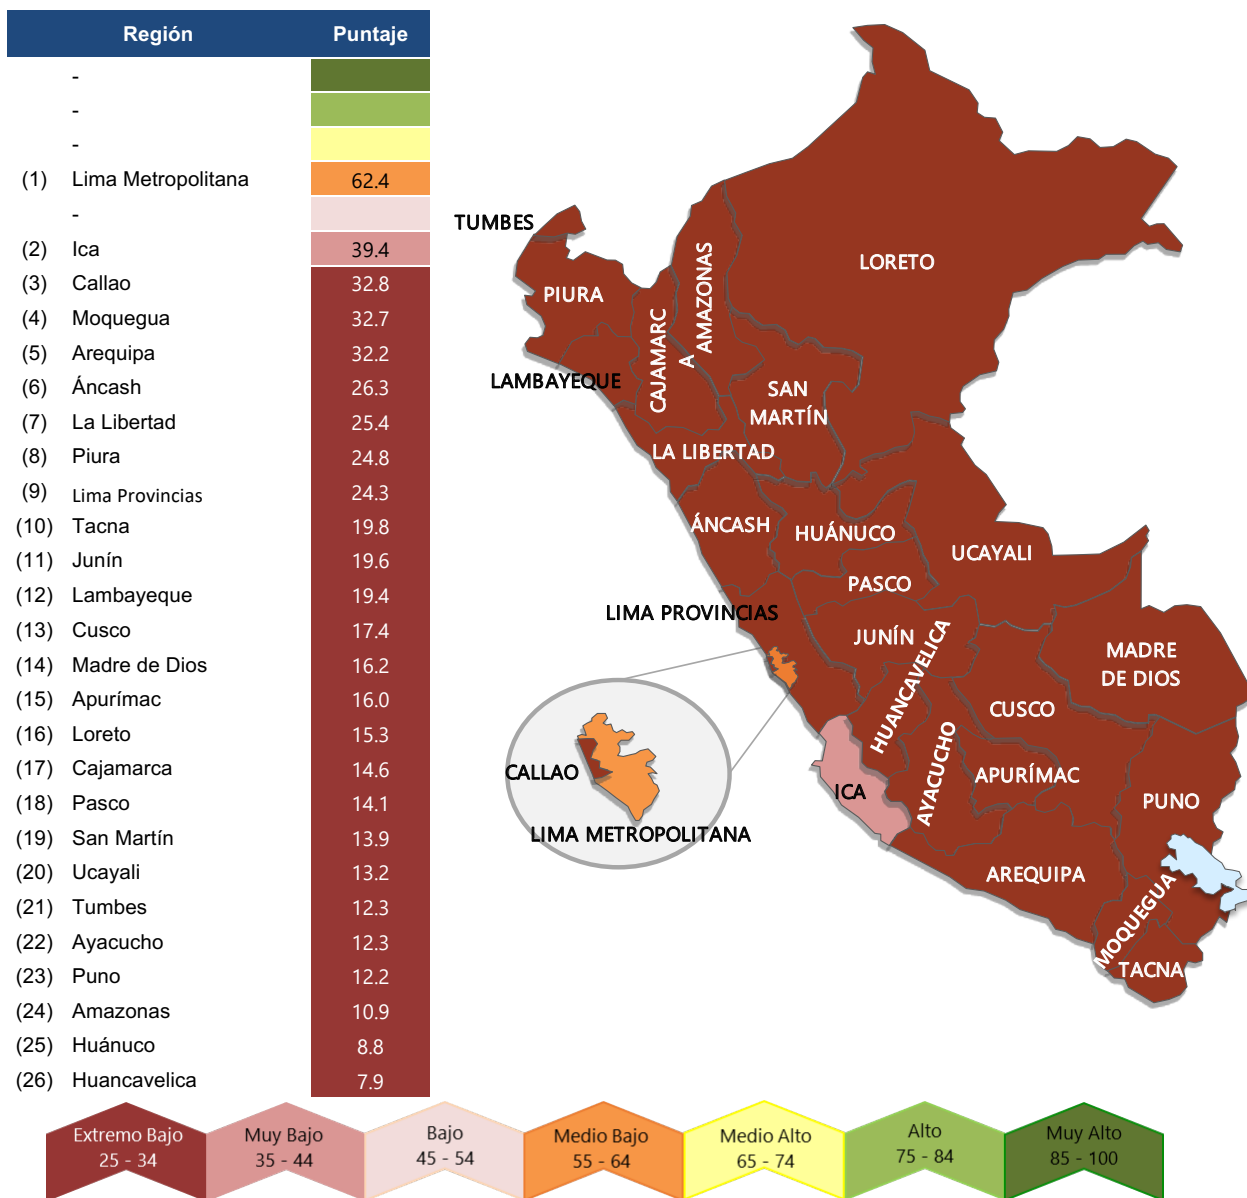 Región Puntaje
-
-
-
(1) Lima Metropolitana 62.4
-
(2) Ica 39.4
(3) Callao 32.8
(4) Moquegua 32.7
(5) Arequipa 32.2
(6) Áncash 26.3
(7) La Libertad 25.4
(8) Piura 24.8
(9) Lima Provincias 24.3
(10) Tacna 19.8
(11) Junín 19.6
(12) Lambayeque 19.4
(13) Cusco 17.4
(14) Madre de Dios 16.2
(15) Apurímac 16.0
(16) Loreto 15.3
(17) Cajamarca 14.6
(18) Pasco 14.1
(19) San Martín 13.9
(20) Ucayali 13.2
(21) Tumbes 12.3
(22) Ayacucho 12.3
(23) Puno 12.2
(24) Amazonas 10.9
(25) Huánuco 8.8
(26) Huancavelica 7.9
TUMBES
PIURA
LORETO
AMAZONAS
CAJAMARC
A
LAMBAYEQUE
SAN
MARTÍN
LA LIBERTAD
ÁNCASH
HUÁNUCO
UCAYALI
PASCO
LIMA PROVINCIAS
JUNÍN
HUANCAVELICA
MADRE
DE DIOS
CUSCO
CALLAO
LIMA METROPOLITANA
ICA
AYACUCHO
APURÍMAC
PUNO
AREQUIPA
MOQUEGUA
TACNA
Extremo Bajo
25 - 34
Muy Bajo
35 - 44
Bajo
45 - 54
Medio Bajo
55 - 64
Medio Alto
65 - 74
Alto
75 - 84
Muy Alto
85 - 100